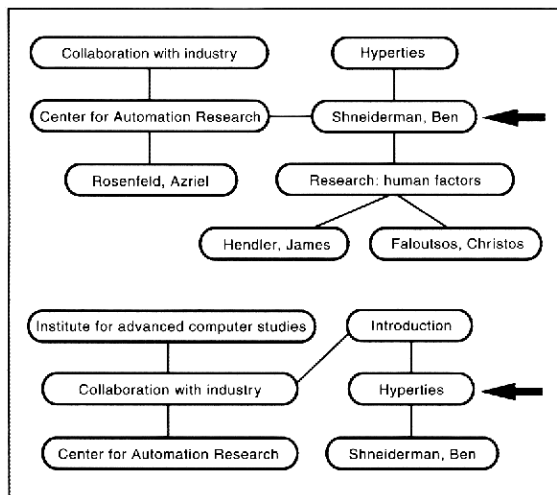 Collaboration with industry
Hyperties
Center for Automation Research
Shneiderman, Ben
Rosenfeld, Azriel
Research: human factors
Hendler, James
Faloutsos, Christos
Institute for advanced computer studies
Introduction
Collaboration with industry
Hyperties
Center for Automation Research
Shneiderman, Ben